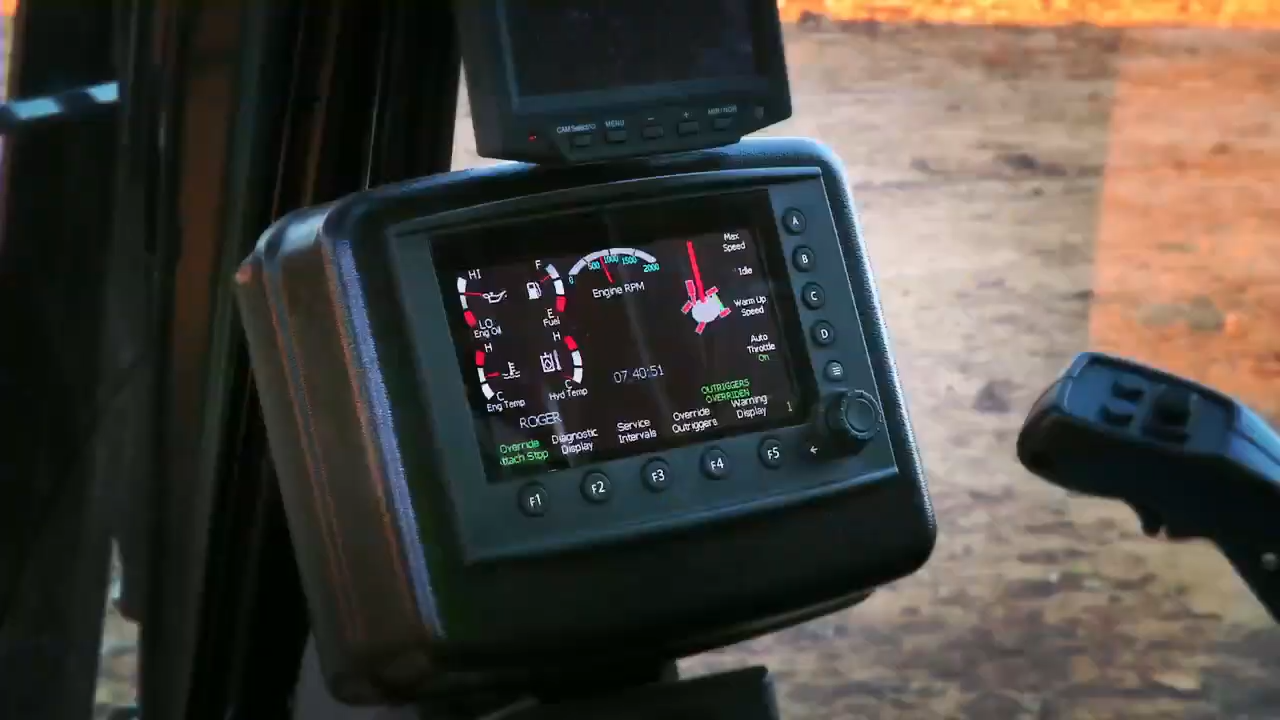 CAM Select
MENU
-
+
A
B
C
D
HI
LO
Eng Oil
F
E
Fuel
0
500
1000
1500
2000
Engine RPM
Max
Speed
Idle
Warm Up
Speed
Auto
Throttle
On
H
C
Eng Temp
H
C
Hyd Temp
07:40:51
OUTRIGGERS
OVERRIDEN
ROGER
Override
ttach Stop
Diagnostic
Display
Service
Intervals
Override
Outriggers
Warning
Display
1
F1
F2
F3
F4
F5